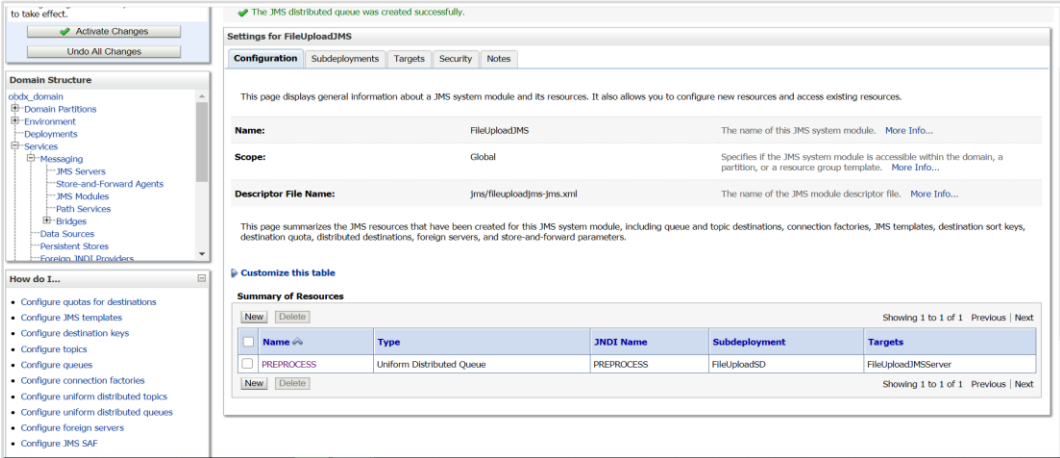 to take effect.
Activate Changes
Undo All Changes
Domain Structure
obdx_domain
Domain Partitions
Environment
Deployments
Services
Messaging
JMS Servers
Store-and-Forward Agents
JMS Modules
Path Services
Bridges
Data Sources
Persistent Stores
Foreign JNDI Providers
How do I...
Configure quotas for destinations
Configure JMS templates
Configure destination keys
Configure topics
Configure queues
Configure connection factories
Configure uniform distributed topics
Configure uniform distributed queues
Configure foreign servers
Configure JMS SAF
The JMS distributed queue was created successfully.
Settings for FileUploadJMS
Configuration Subdeployments Targets Security Notes
This page displays general information about a JMS system module and its resources. It also allows you to configure new resources and access existing resources.
Name: FileUploadJMS The name of this JMS system module. More Info...
Scope: Global Specifies if the JMS system module is accessible within the domain, a
partition, or a resource group template. More Info...
Descriptor File Name: jms/fileuploadjms-jms.xml The name of the JMS module descriptor file. More Info...
This page summarizes the JMS resources that have been created for this JMS system module, including queue and topic destinations, connection factories, JMS templates, destination sort keys,
destination quota, distributed destinations, foreign servers, and store-and-forward parameters.
Customize this table
Summary of Resources
New Delete Showing 1 to 1 of 1 Previous | Next
Name Type JNDI Name Subdeployment Targets
PREPROCESS Uniform Distributed Queue PREPROCESS FileUploadSD FileUploadJMSServer
New Delete Showing 1 to 1 of 1 Previous | Next